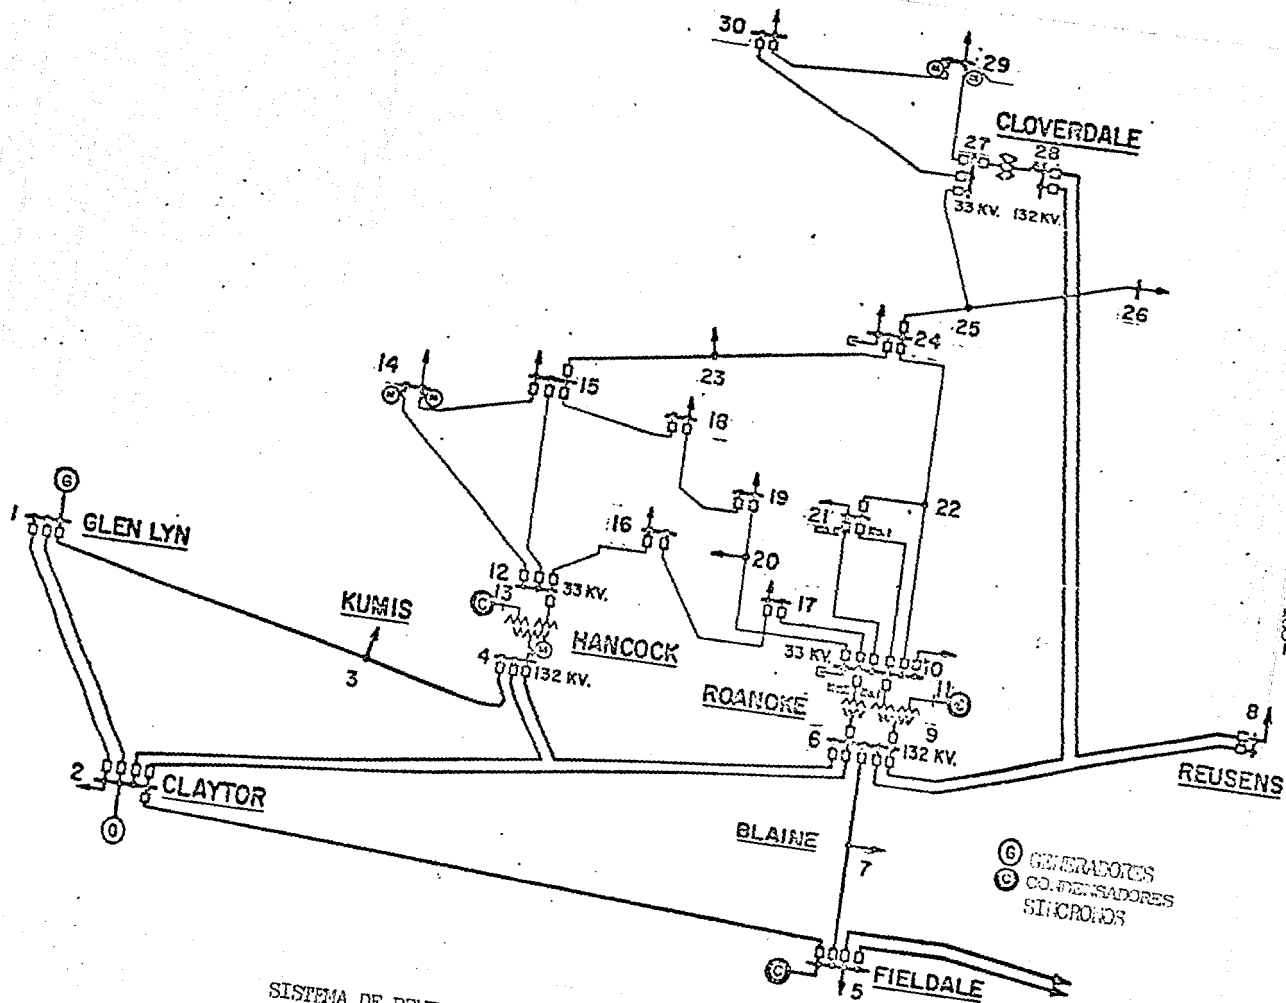 30
29
CLOVERDALE
27
28
33 KV.
132 KV.
26
25
24
23
14
15
18
19
16
21
22
20
1
G
GLEN LYN
12
13
33 KV.
C
KUMIS
HANCOCK
17
3
4
132 KV.
33 KV.
10
ROANOKE
11
C
6
9
132 KV.
8
REUSENS
2
CLAYTOR
G
BLAINE
7
G GENERADORES
C CONDENSADORES
SINCRONOS
C
5
FIELDALE
SISTEMA DE